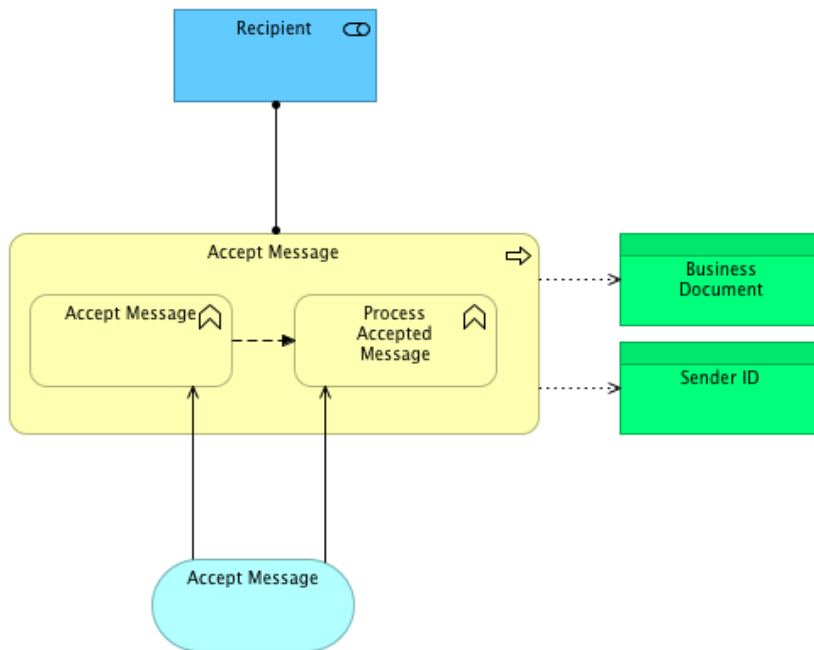 Recipient
Accept Message
Accept Message
Process
Accepted
Message
Business
Document
Sender ID
Accept Message